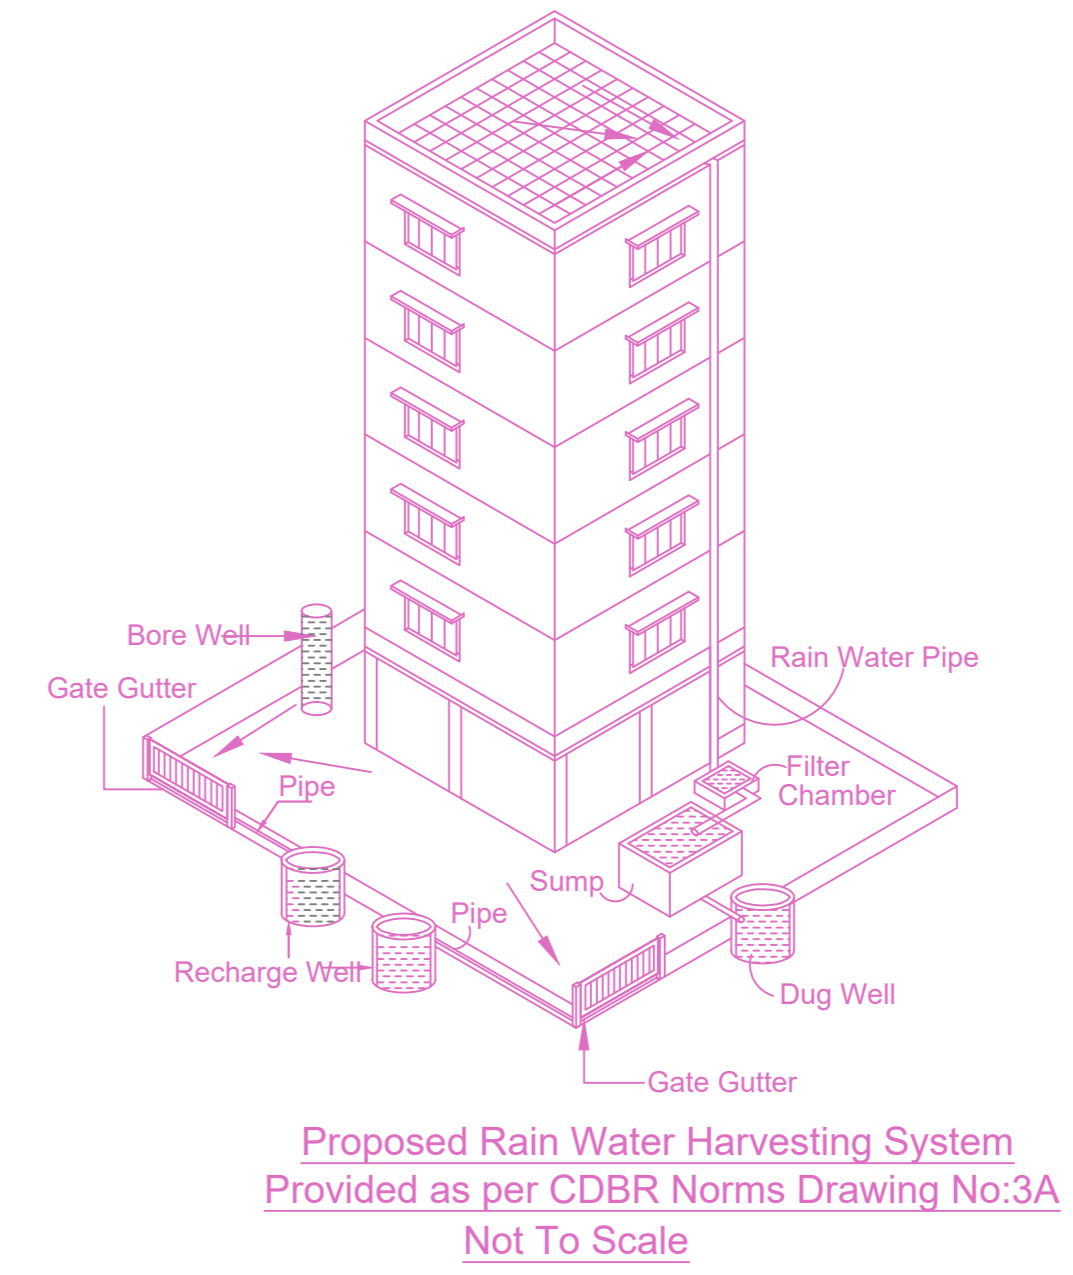 Bore Well
Rain Water Pipe
Gate Gutter
Filter
Chamber
Pipe
Sump
Pipe
Recharge Well
Dug Well
Gate Gutter
Proposed Rain Water Harvesting System
Provided as per CDBR Norms Drawing No:3A
Not To Scale